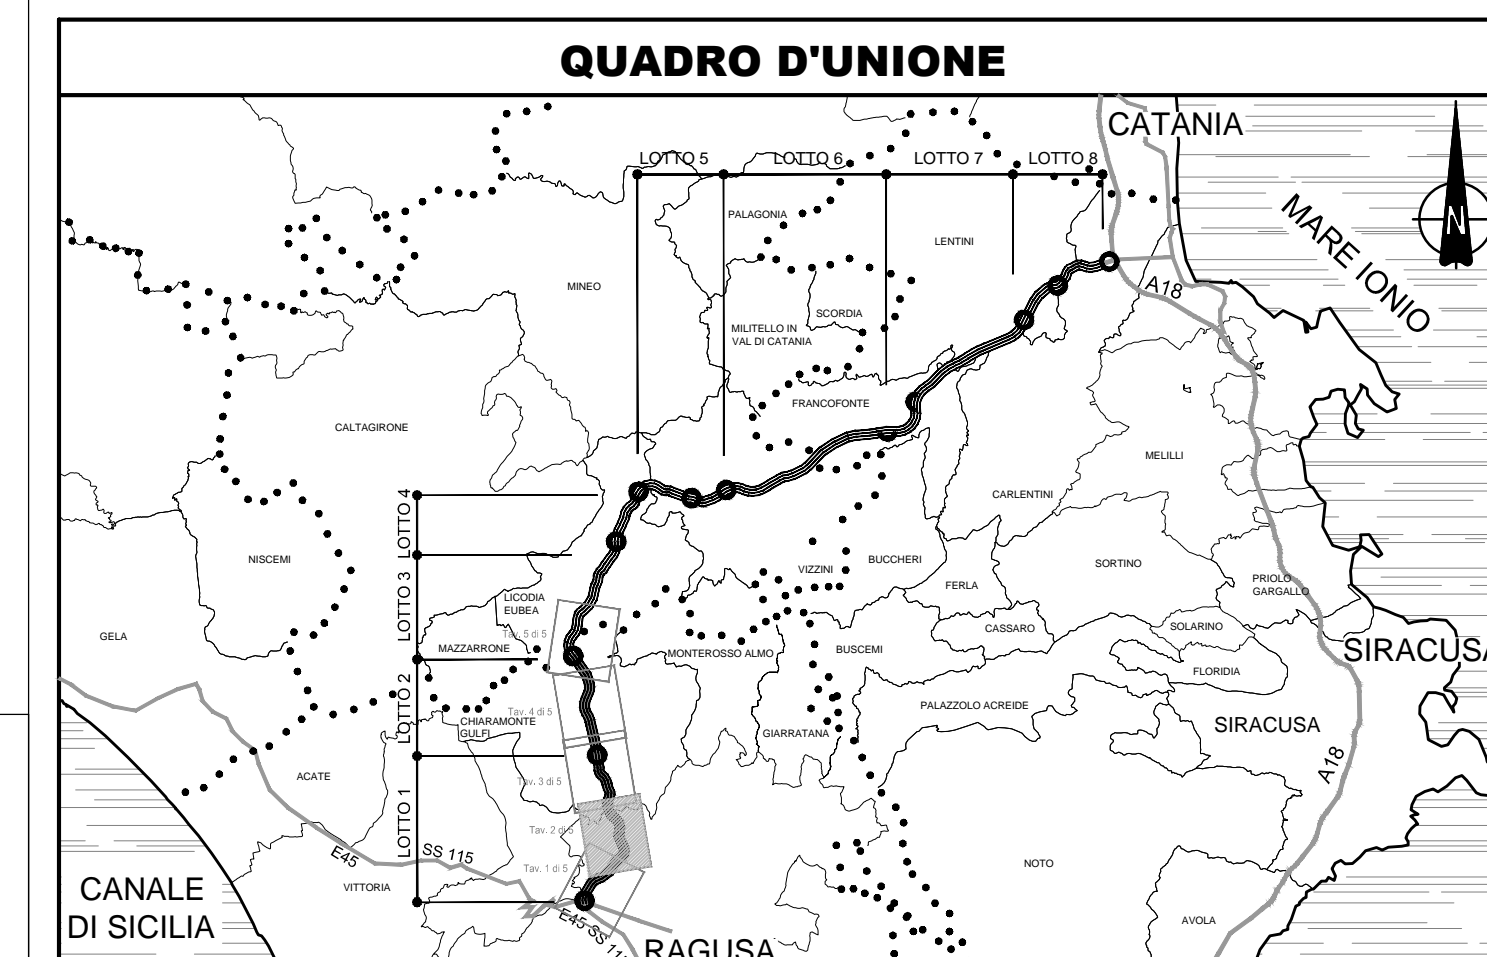 QUADRO D'UNIONE
CATANIA
LOTTO 5
LOTTO 6
LOTTO 7
LOTTO 8
PALAGONIA
LENTINI
MARE IONIO
N
MINEO
A18
SCORDIA
MILITELLO IN
VAL DI CATANIA
FRANCOFONTE
CALTAGIRONE
MELILLI
CARLENTINI
LOTTO 4
NISCEMI
VIZZINI
BUCCHERI
SORTINO
FERLA
PRIOLO
GARGALLO
LICODIA
EUBEA
LOTTO 3
GELA
Tav. 5 di 5
CASSARO
SOLARINO
MAZZARRONE
MONTEROSSO ALMO
BUSCEMI
SIRACUSA
FLORIDIA
LOTTO 2
Tav. 4 di 5
PALAZZOLO ACREIDE
CHIARAMONTE
GULFI
GIARRATANA
SIRACUSA
ACATE
Tav. 3 di 5
A18
LOTTO 1
Tav. 2 di 5
E45
SS 115
Tav. 1 di 5
NOTO
VITTORIA
CANALE
DI SICILIA
AVOLA
E45 SS 115
RAGUSA